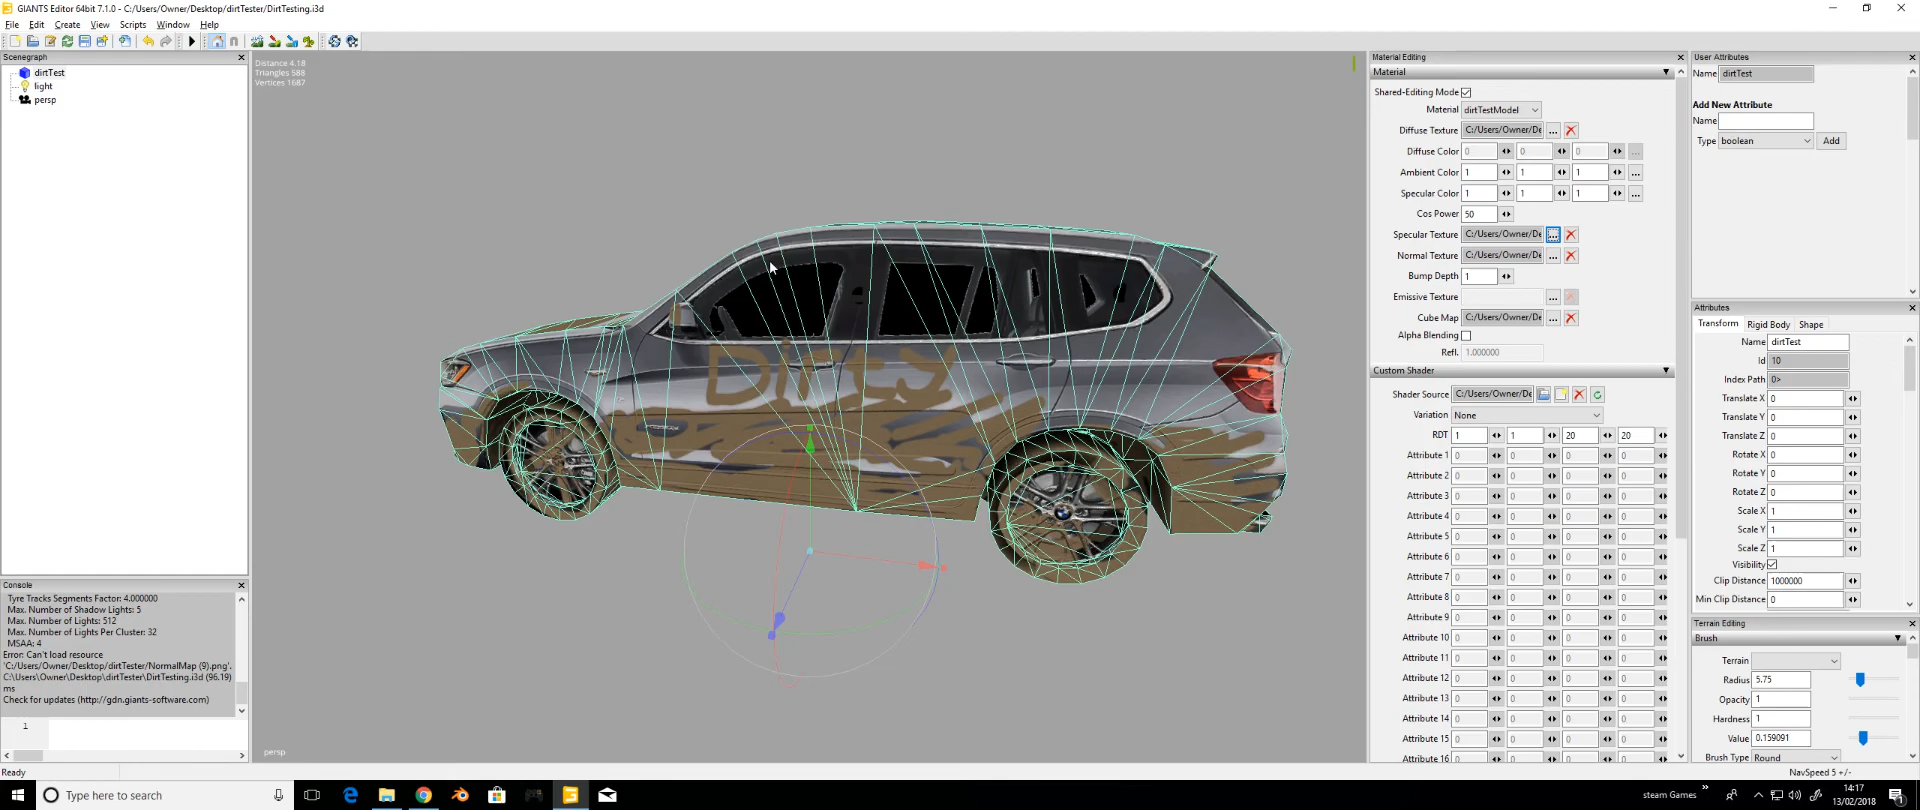 GIANTS Editor 64bit 7.1.0 - C:/Users/Owner/Desktop/dirtTester/DirtTesting.i3d
File Edit Create View Scripts Window Help
Scenegraph
dirtTest
light
persp
Distance 4.18
Triangles 588
Vertices 1687
Dirty
persp
Console
Tyre Tracks Segments Factor: 4.000000
Max. Number of Shadow Lights: 5
Max. Number of Lights: 512
Max. Number of Lights Per Cluster: 32
MSAA: 4
Error: Can't load resource
'C:/Users/Owner/Desktop/dirtTester/NormalMap (9).png'.
C:\Users\Owner\Desktop\dirtTester\DirtTesting.i3d (96.19)
ms
Check for updates (http://gdn.giants-software.com)
1
Ready
Material Editing
Material
Shared-Editing Mode
Material dirtTestModel
Diffuse Texture C:/Users/Owner/De ...
Diffuse Color 0 0 0 ...
Ambient Color 1 1 1 ...
Specular Color 1 1 1 ...
Cos Power 50
Specular Texture C:/Users/Owner/De ...
Normal Texture C:/Users/Owner/De ...
Bump Depth 1
Emissive Texture ...
Cube Map C:/Users/Owner/De ...
Alpha Blending
Refl. 1.000000
Custom Shader
Shader Source C:/Users/Owner/De
Variation None
RDT 1 1 20 20
Attribute 1 0 0 0 0
Attribute 2 0 0 0 0
Attribute 3 0 0 0 0
Attribute 4 0 0 0 0
Attribute 5 0 0 0 0
Attribute 6 0 0 0 0
Attribute 7 0 0 0 0
Attribute 8 0 0 0 0
Attribute 9 0 0 0 0
Attribute 10 0 0 0 0
Attribute 11 0 0 0 0
Attribute 12 0 0 0 0
Attribute 13 0 0 0 0
Attribute 14 0 0 0 0
Attribute 15 0 0 0 0
Attribute 16
User Attributes
Name dirtTest
Add New Attribute
Name
Type boolean Add
Attributes
Transform Rigid Body Shape
Name dirtTest
Id 10
Index Path 0>
Translate X 0
Translate Y 0
Translate Z 0
Rotate X 0
Rotate Y 0
Rotate Z 0
Scale X 1
Scale Y 1
Scale Z 1
Visibility
Clip Distance 1000000
Min Clip Distance 0
Terrain Editing
Brush
Terrain
Radius 5.75
Opacity 1
Hardness 1
Value 0.159091
Brush Type Round
NavSpeed 5 +/-
Type here to search
steam Games
14:17
13/02/2018